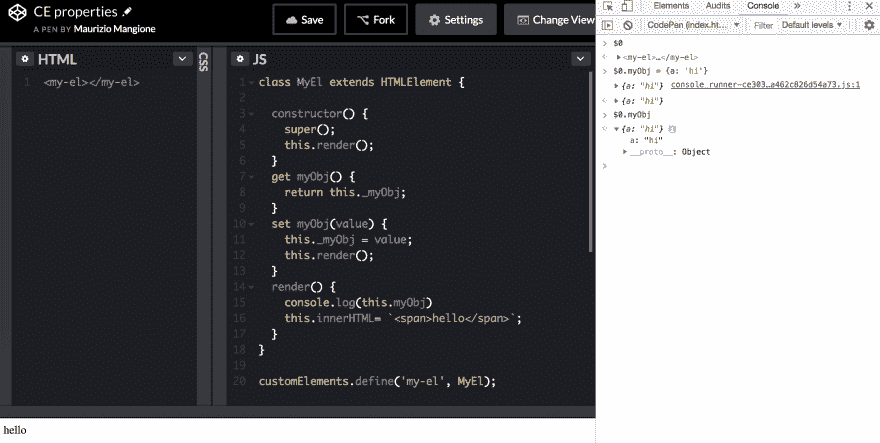 CE properties
A PEN BY Maurizio Mangione
Save
Fork
Settings
Change View
HTML
1 <my-el></my-el>
CSS
JS
1 class MyEl extends HTMLElement {
2
3 constructor() {
4 super();
5 this.render();
6 }
7 get myObj() {
8 return this._myObj;
9 }
10 set myObj(value) {
11 this._myObj = value;
12 this.render();
13 }
14 render() {
15 console.log(this.myObj)
16 this.innerHTML= `<span>hello</span>`;
17 }
18 }
19
20 customElements.define('my-el', MyEl);
hello
Elements Audits Console »
CodePen (index.ht… Filter Default levels
> $0
<my-el>…</my-el>
> $0.myObj = {a: 'hi'}
{a: "hi"} console_runner-ce303…a462c826d54a73.js:1
{a: "hi"}
> $0.myObj
{a: "hi"}
a: "hi"
__proto__: Object
>